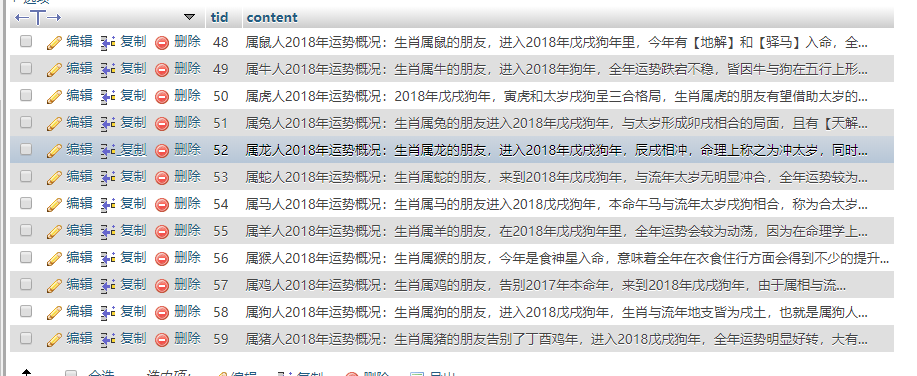 tid content
编辑 复制 删除 48 属鼠人2018年运势概况：生肖属鼠的朋友，进入2018年戊戌狗年里，今年有【地解】和【驿马】入命，全...
编辑 复制 删除 49 属牛人2018年运势概况：生肖属牛的朋友，进入2018年狗年，全年运势跌宕不稳，皆因牛与狗在五行上形...
编辑 复制 删除 50 属虎人2018年运势概况：2018年戊戌狗年，寅虎和太岁戌狗呈三合格局，生肖属虎的朋友有望借助太岁的...
编辑 复制 删除 51 属兔人2018年运势概况：生肖属兔的朋友进入2018年戊戌狗年，与太岁形成卯戌相合的局面，且有【天解...
编辑 复制 删除 52 属龙人2018年运势概况：生肖属龙的朋友，进入2018年戊戌狗年，辰戌相冲，命理上称之为冲太岁，同时...
编辑 复制 删除 53 属蛇人2018年运势概况：生肖属蛇的朋友，来到2018年戊戌狗年，与流年太岁无明显冲合，全年运势较为...
编辑 复制 删除 54 属马人2018年运势概况：生肖属马的朋友进入2018年戊戌狗年，本命午马与流年太岁戌狗相合，称为合太岁...
编辑 复制 删除 55 属羊人2018年运势概况：生肖属羊的朋友，在2018年戊戌狗年里，全年运势会较为动荡，因为在命理学上...
编辑 复制 删除 56 属猴人2018年运势概况：生肖属猴的朋友，今年是食神星入命，意味着全年在衣食住行方面会得到不少的提升...
编辑 复制 删除 57 属鸡人2018年运势概况：生肖属鸡的朋友，告别2017年本命年，来到2018年戊戌狗年，由于属相与流...
编辑 复制 删除 58 属狗人2018年运势概况：生肖属狗的朋友，进入2018戊戌狗年，生肖与流年地支皆为戌土，也就是属狗人...
编辑 复制 删除 59 属猪人2018年运势概况：生肖属猪的朋友告别了丁酉鸡年，进入2018戊戌狗年，全年运势明显好转，大有...
全选 选中项： 编辑 复制 删除 导出